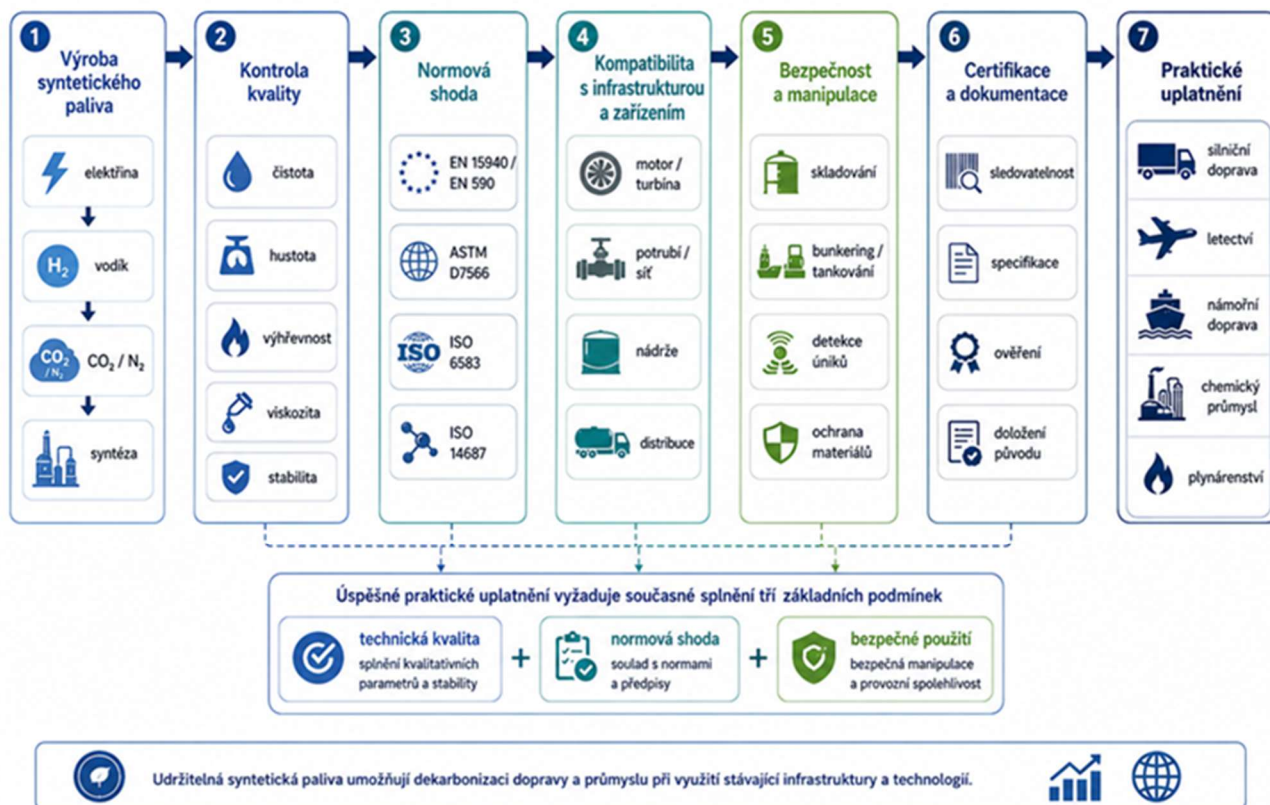 1
Výroba
syntetického
paliva
elektřina
H₂
vodík
CO₂
/ N₂
CO₂ / N₂
syntéza
2
Kontrola
kvality
čistota
hustota
výhřevnost
viskozita
stabilita
3
Normová
shoda
EN 15940 /
EN 590
ASTM
D7566
ISO
ISO
6583
ISO
14687
4
Kompatibilita
s infrastrukturou
a zařízením
motor /
turbína
potrubí /
síť
nádrže
distribuce
5
Bezpečnost
a manipulace
skladování
bunkering /
tankování
detekce
úniků
ochrana
materiálů
6
Certifikace
a dokumentace
sledovatelnost
specifikace
ověření
doložení
původu
7
Praktické
uplatnění
silniční
doprava
letectví
námořní
doprava
chemický
průmysl
plynárenství
Úspěšné praktické uplatnění vyžaduje současné splnění tří základních podmínek
technická kvalita
splnění kvalitativních
parametrů a stability
+
normová shoda
soulad s normami
a předpisy
+
bezpečné použití
bezpečná manipulace
a provozní spolehlivost
Udržitelná syntetická paliva umožňují dekarbonizaci dopravy a průmyslu při využití stávající infrastruktury a technologií.